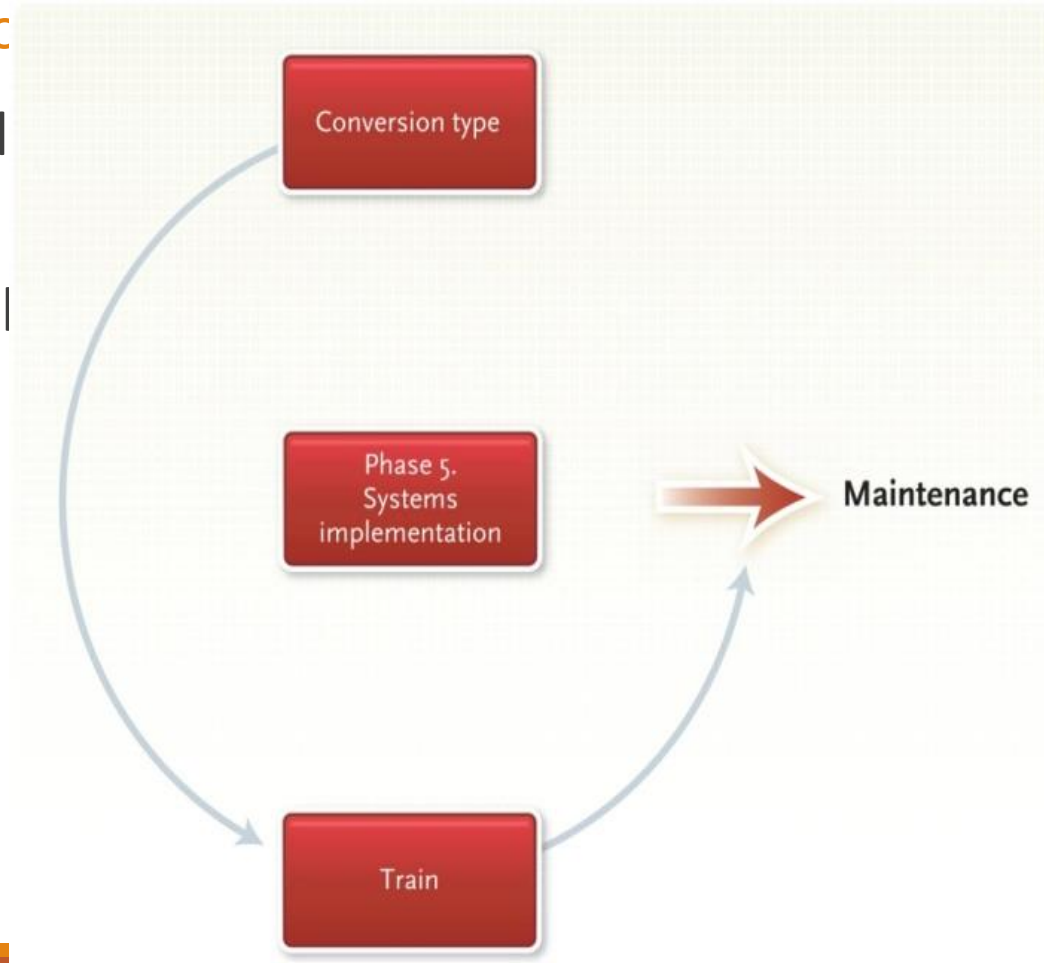 Conversion type
Phase 5.
Systems
implementation
Maintenance
Train